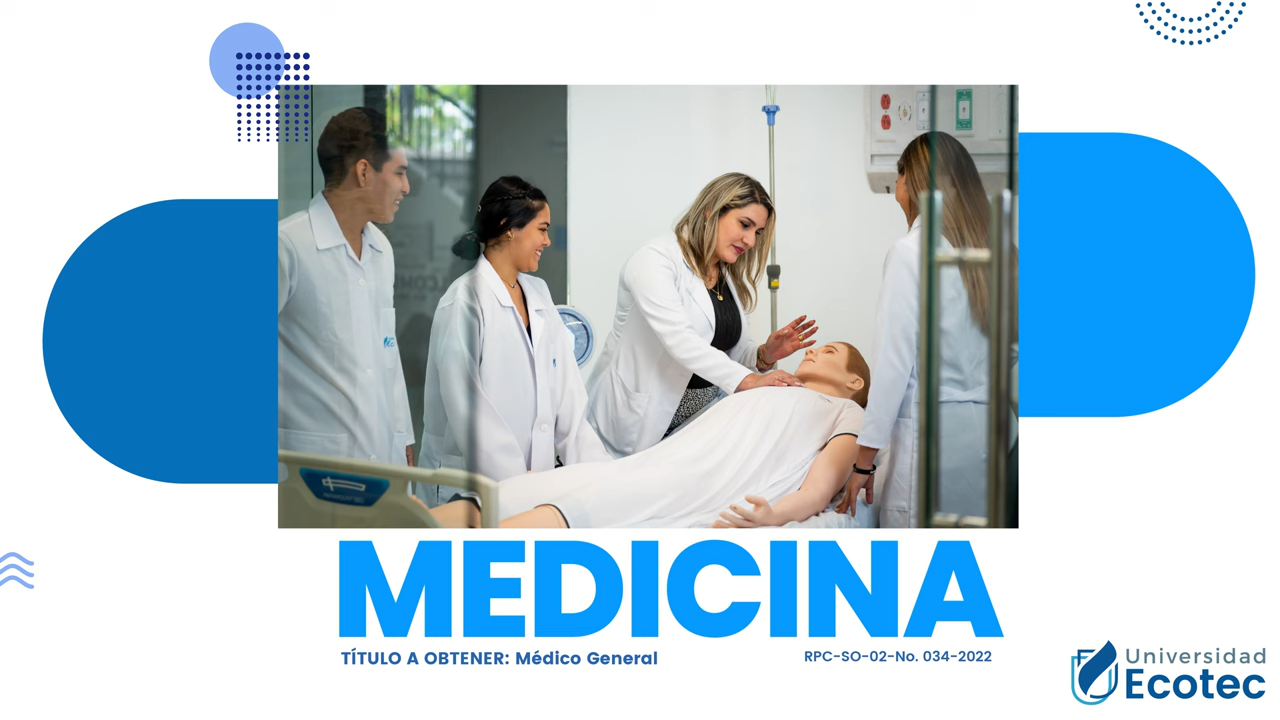 MEDICINA
TÍTULO A OBTENER: Médico General
RPC-SO-02-No. 034-2022
Universidad
Ecotec